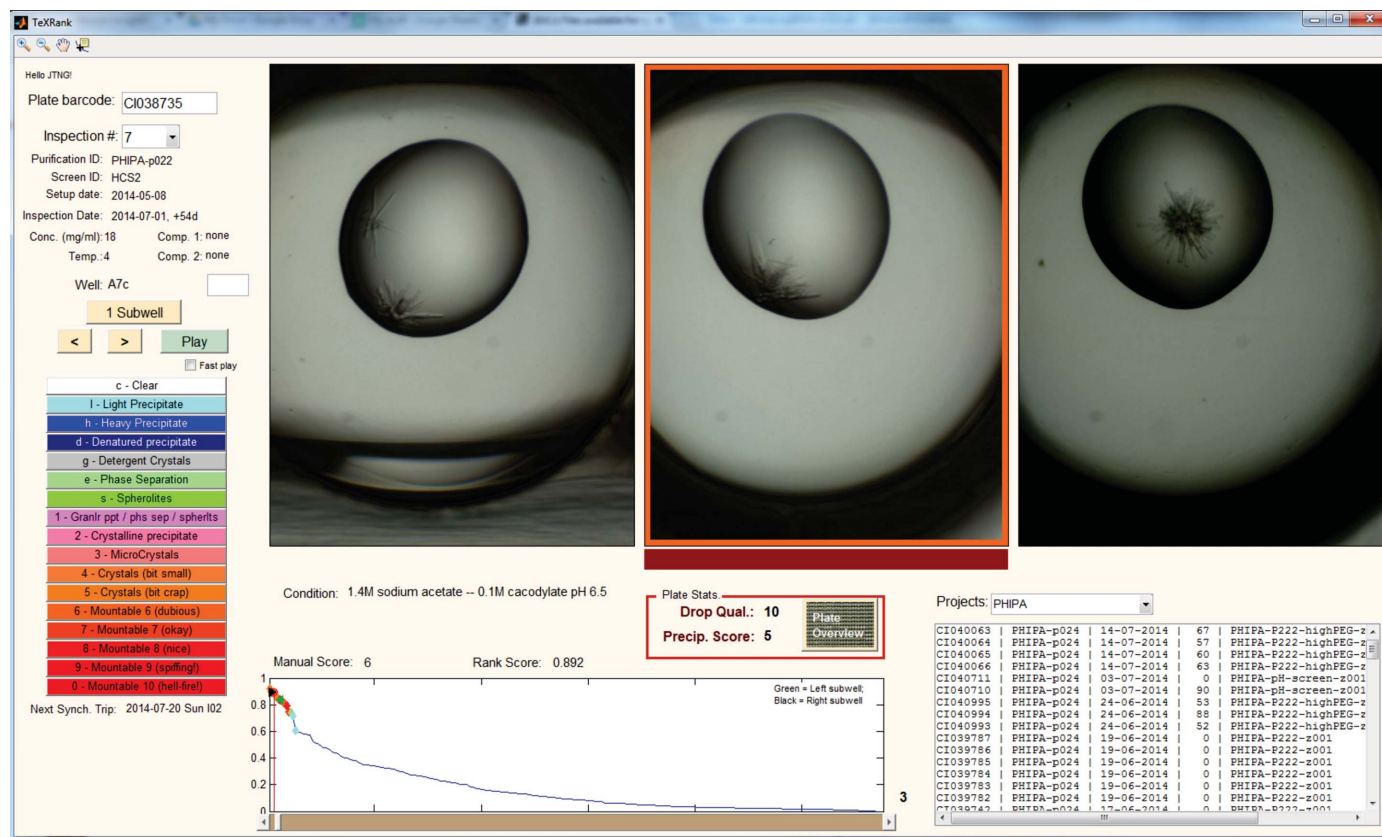 TeXRank
Hello JTNG!
Plate barcode: CI038735
Inspection #: 7
Purification ID: PHIPA-p022
Screen ID: HCS2
Setup date: 2014-05-08
Inspection Date: 2014-07-01, +54d
Conc. (mg/ml): 18 Comp. 1: none
Temp.: 4 Comp. 2: none
Well: A7c
1 Subwell
< > Play
Fast play
c - Clear
l - Light Precipitate
h - Heavy Precipitate
d - Denatured precipitate
g - Detergent Crystals
e - Phase Separation
s - Spherolites
1 - Granlr ppt / phs sep / spherlts
2 - Crystalline precipitate
3 - MicroCrystals
4 - Crystals (bit small)
5 - Crystals (bit crap)
6 - Mountable 6 (dubious)
7 - Mountable 7 (okay)
8 - Mountable 8 (nice)
9 - Mountable 9 (spiffing!)
0 - Mountable 10 (hell-fire!)
Next Synch. Trip: 2014-07-20 Sun I02
Condition: 1.4M sodium acetate -- 0.1M cacodylate pH 6.5
Manual Score: 6 Rank Score: 0.892
Plate Stats.
Drop Qual.: 10
Precip. Score: 5
Plate
Overview
1
0.8
0.6
0.4
0.2
0
Green = Left subwell;
Black = Right subwell
3
Projects: PHIPA
CI040063 | PHIPA-p024 | 14-07-2014 | 67 | PHIPA-P222-highPEG-z
CI040064 | PHIPA-p024 | 14-07-2014 | 57 | PHIPA-P222-highPEG-z
CI040065 | PHIPA-p024 | 14-07-2014 | 60 | PHIPA-P222-highPEG-z
CI040066 | PHIPA-p024 | 14-07-2014 | 63 | PHIPA-P222-highPEG-z
CI040711 | PHIPA-p024 | 03-07-2014 | 0 | PHIPA-pH-screen-z001
CI040710 | PHIPA-p024 | 03-07-2014 | 90 | PHIPA-pH-screen-z001
CI040995 | PHIPA-p024 | 24-06-2014 | 53 | PHIPA-P222-highPEG-z
CI040994 | PHIPA-p024 | 24-06-2014 | 88 | PHIPA-P222-highPEG-z
CI040993 | PHIPA-p024 | 24-06-2014 | 52 | PHIPA-P222-highPEG-z
CI039787 | PHIPA-p024 | 19-06-2014 | 0 | PHIPA-P222-z001
CI039786 | PHIPA-p024 | 19-06-2014 | 0 | PHIPA-P222-z001
CI039785 | PHIPA-p024 | 19-06-2014 | 0 | PHIPA-P222-z001
CI039784 | PHIPA-p024 | 19-06-2014 | 0 | PHIPA-P222-z001
CI039783 | PHIPA-p024 | 19-06-2014 | 0 | PHIPA-P222-z001
CI039782 | PHIPA-p024 | 19-06-2014 | 0 | PHIPA-P222-z001
CI039742 | PHIPA-p024 | 17-06-2014 | 0 | PHIPA-P222-z001